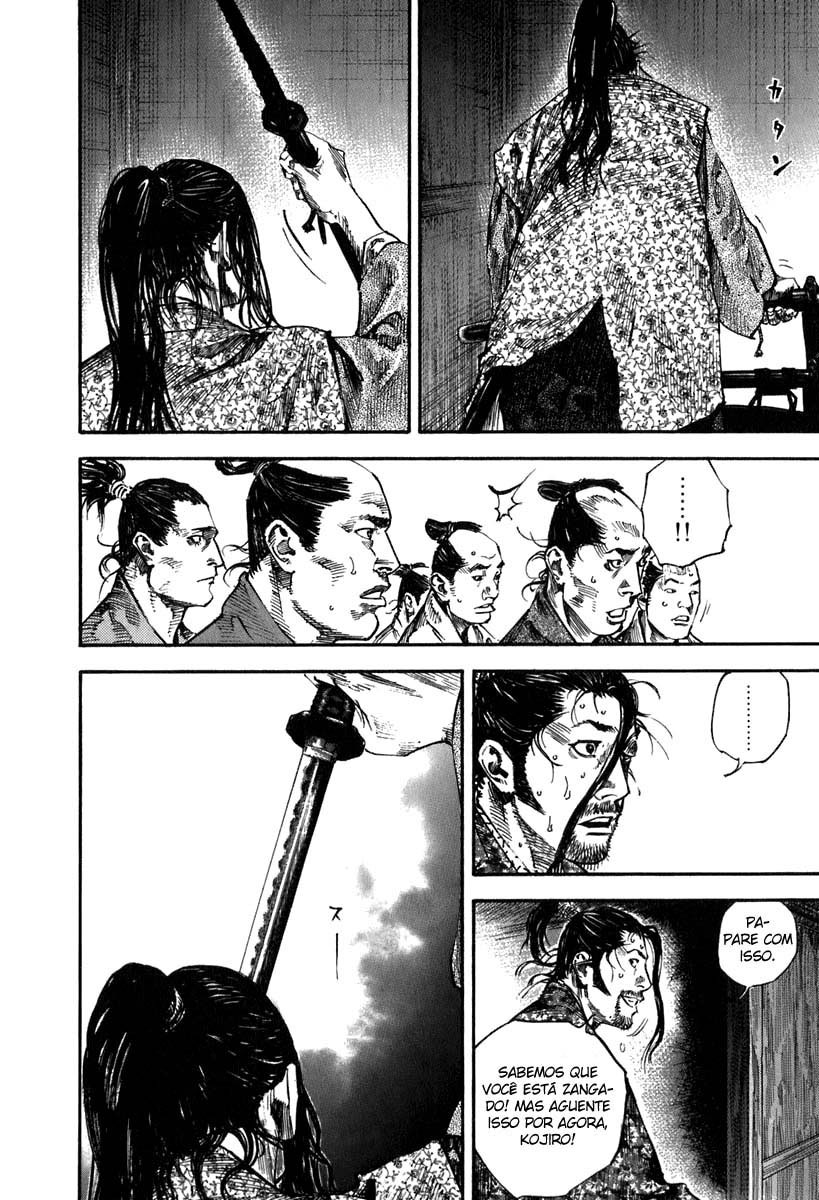 カタン
………!!
………
PA-
PARE COM
ISSO.
SABEMOS QUE
VOCÊ ESTÁ ZANGA-
DO! MAS AGUENTE
ISSO POR AGORA,
KOJIRO!
スー